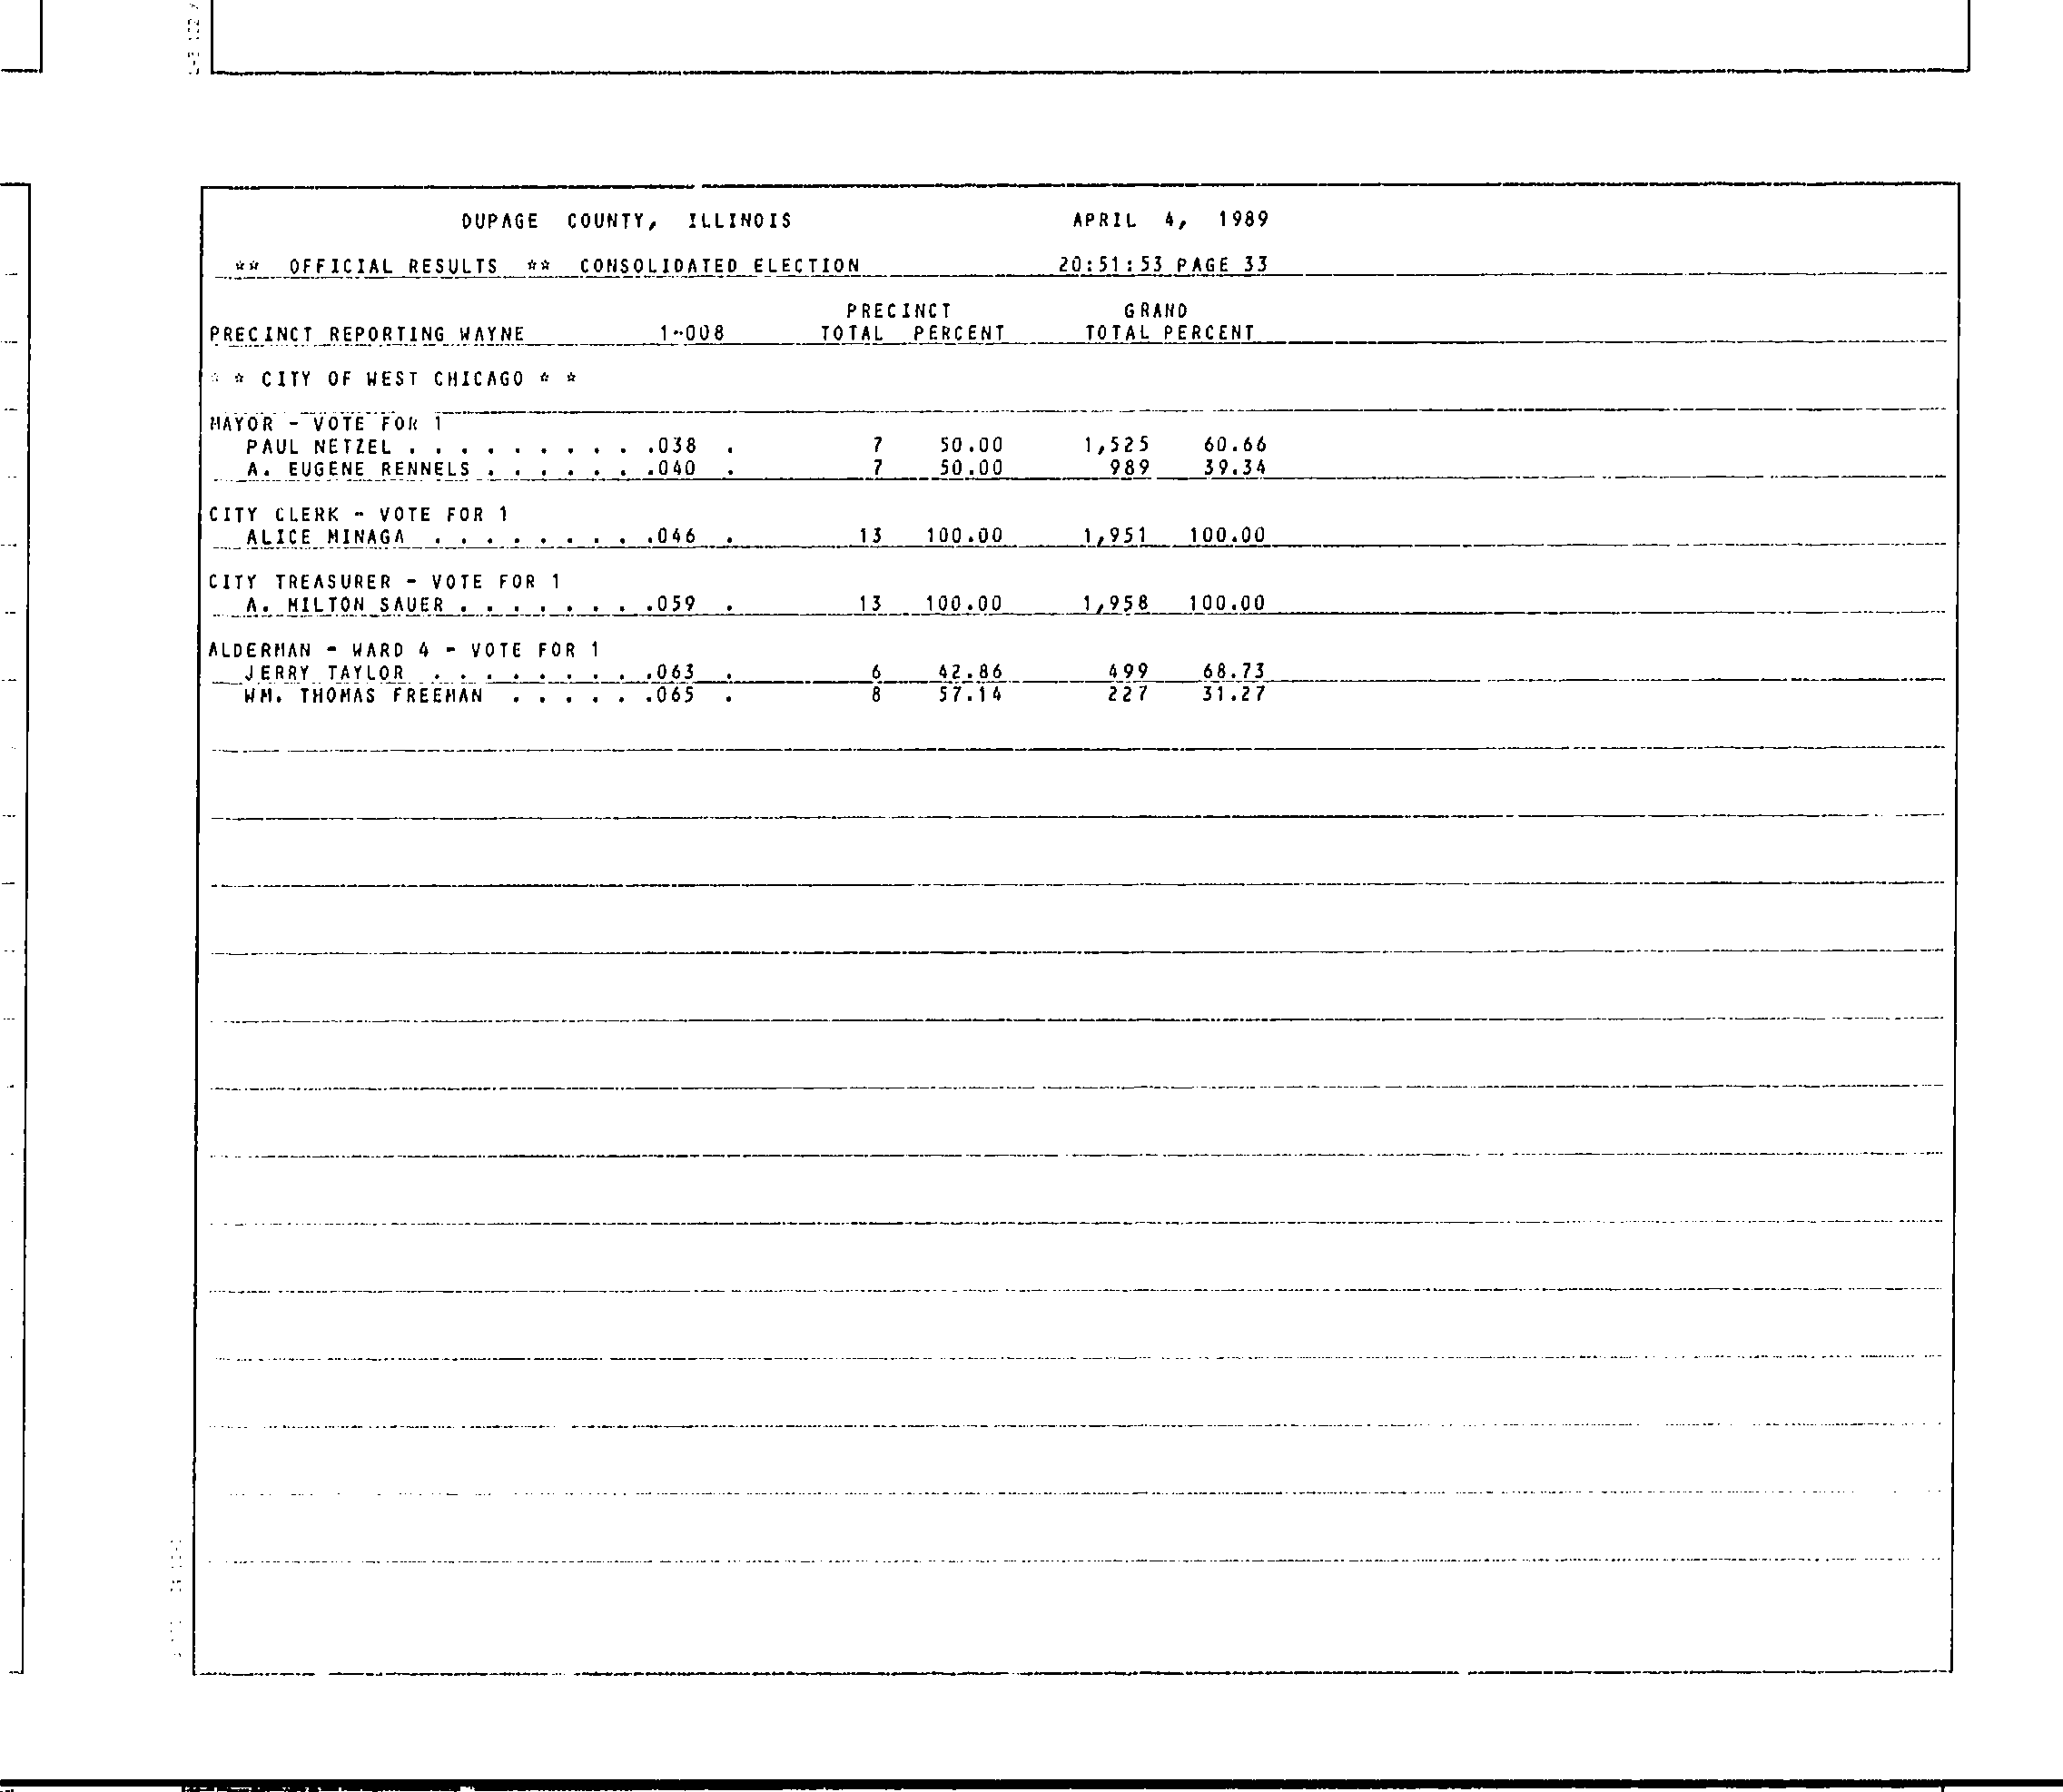 DUPAGE COUNTY, ILLINOIS APRIL 4, 1989
** OFFICIAL RESULTS ** CONSOLIDATED ELECTION 20:51:53 PAGE 33
PRECINCT GRAND
PRECINCT REPORTING WAYNE 1-008 TOTAL PERCENT TOTAL PERCENT
* * CITY OF WEST CHICAGO * *
MAYOR - VOTE FOR 1
PAUL NETZEL . . . . . . . . . .038 . 7 50.00 1,525 60.66
A. EUGENE RENNELS . . . . . . .040 . 7 50.00 989 39.34
CITY CLERK - VOTE FOR 1
ALICE MINAGA . . . . . . . . .046 . 13 100.00 1,951 100.00
CITY TREASURER - VOTE FOR 1
A. MILTON SAUER . . . . . . . .059 . 13 100.00 1,958 100.00
ALDERMAN - WARD 4 - VOTE FOR 1
JERRY TAYLOR . . . . . . . . .063 . 6 42.86 499 68.73
WM. THOMAS FREEMAN . . . . . .065 . 8 57.14 227 31.27